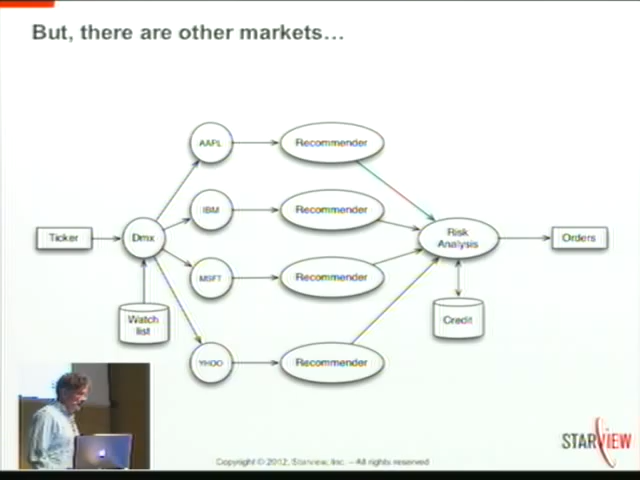 But, there are other markets...
AAPL
Recommender
IBM
Recommender
Ticker
Dmx
Risk
Analysis
Orders
MSFT
Recommender
Watch
list
Credit
YHOO
Recommender
STARVIEW
Copyright © 2012, Starview, Inc. – All rights reserved